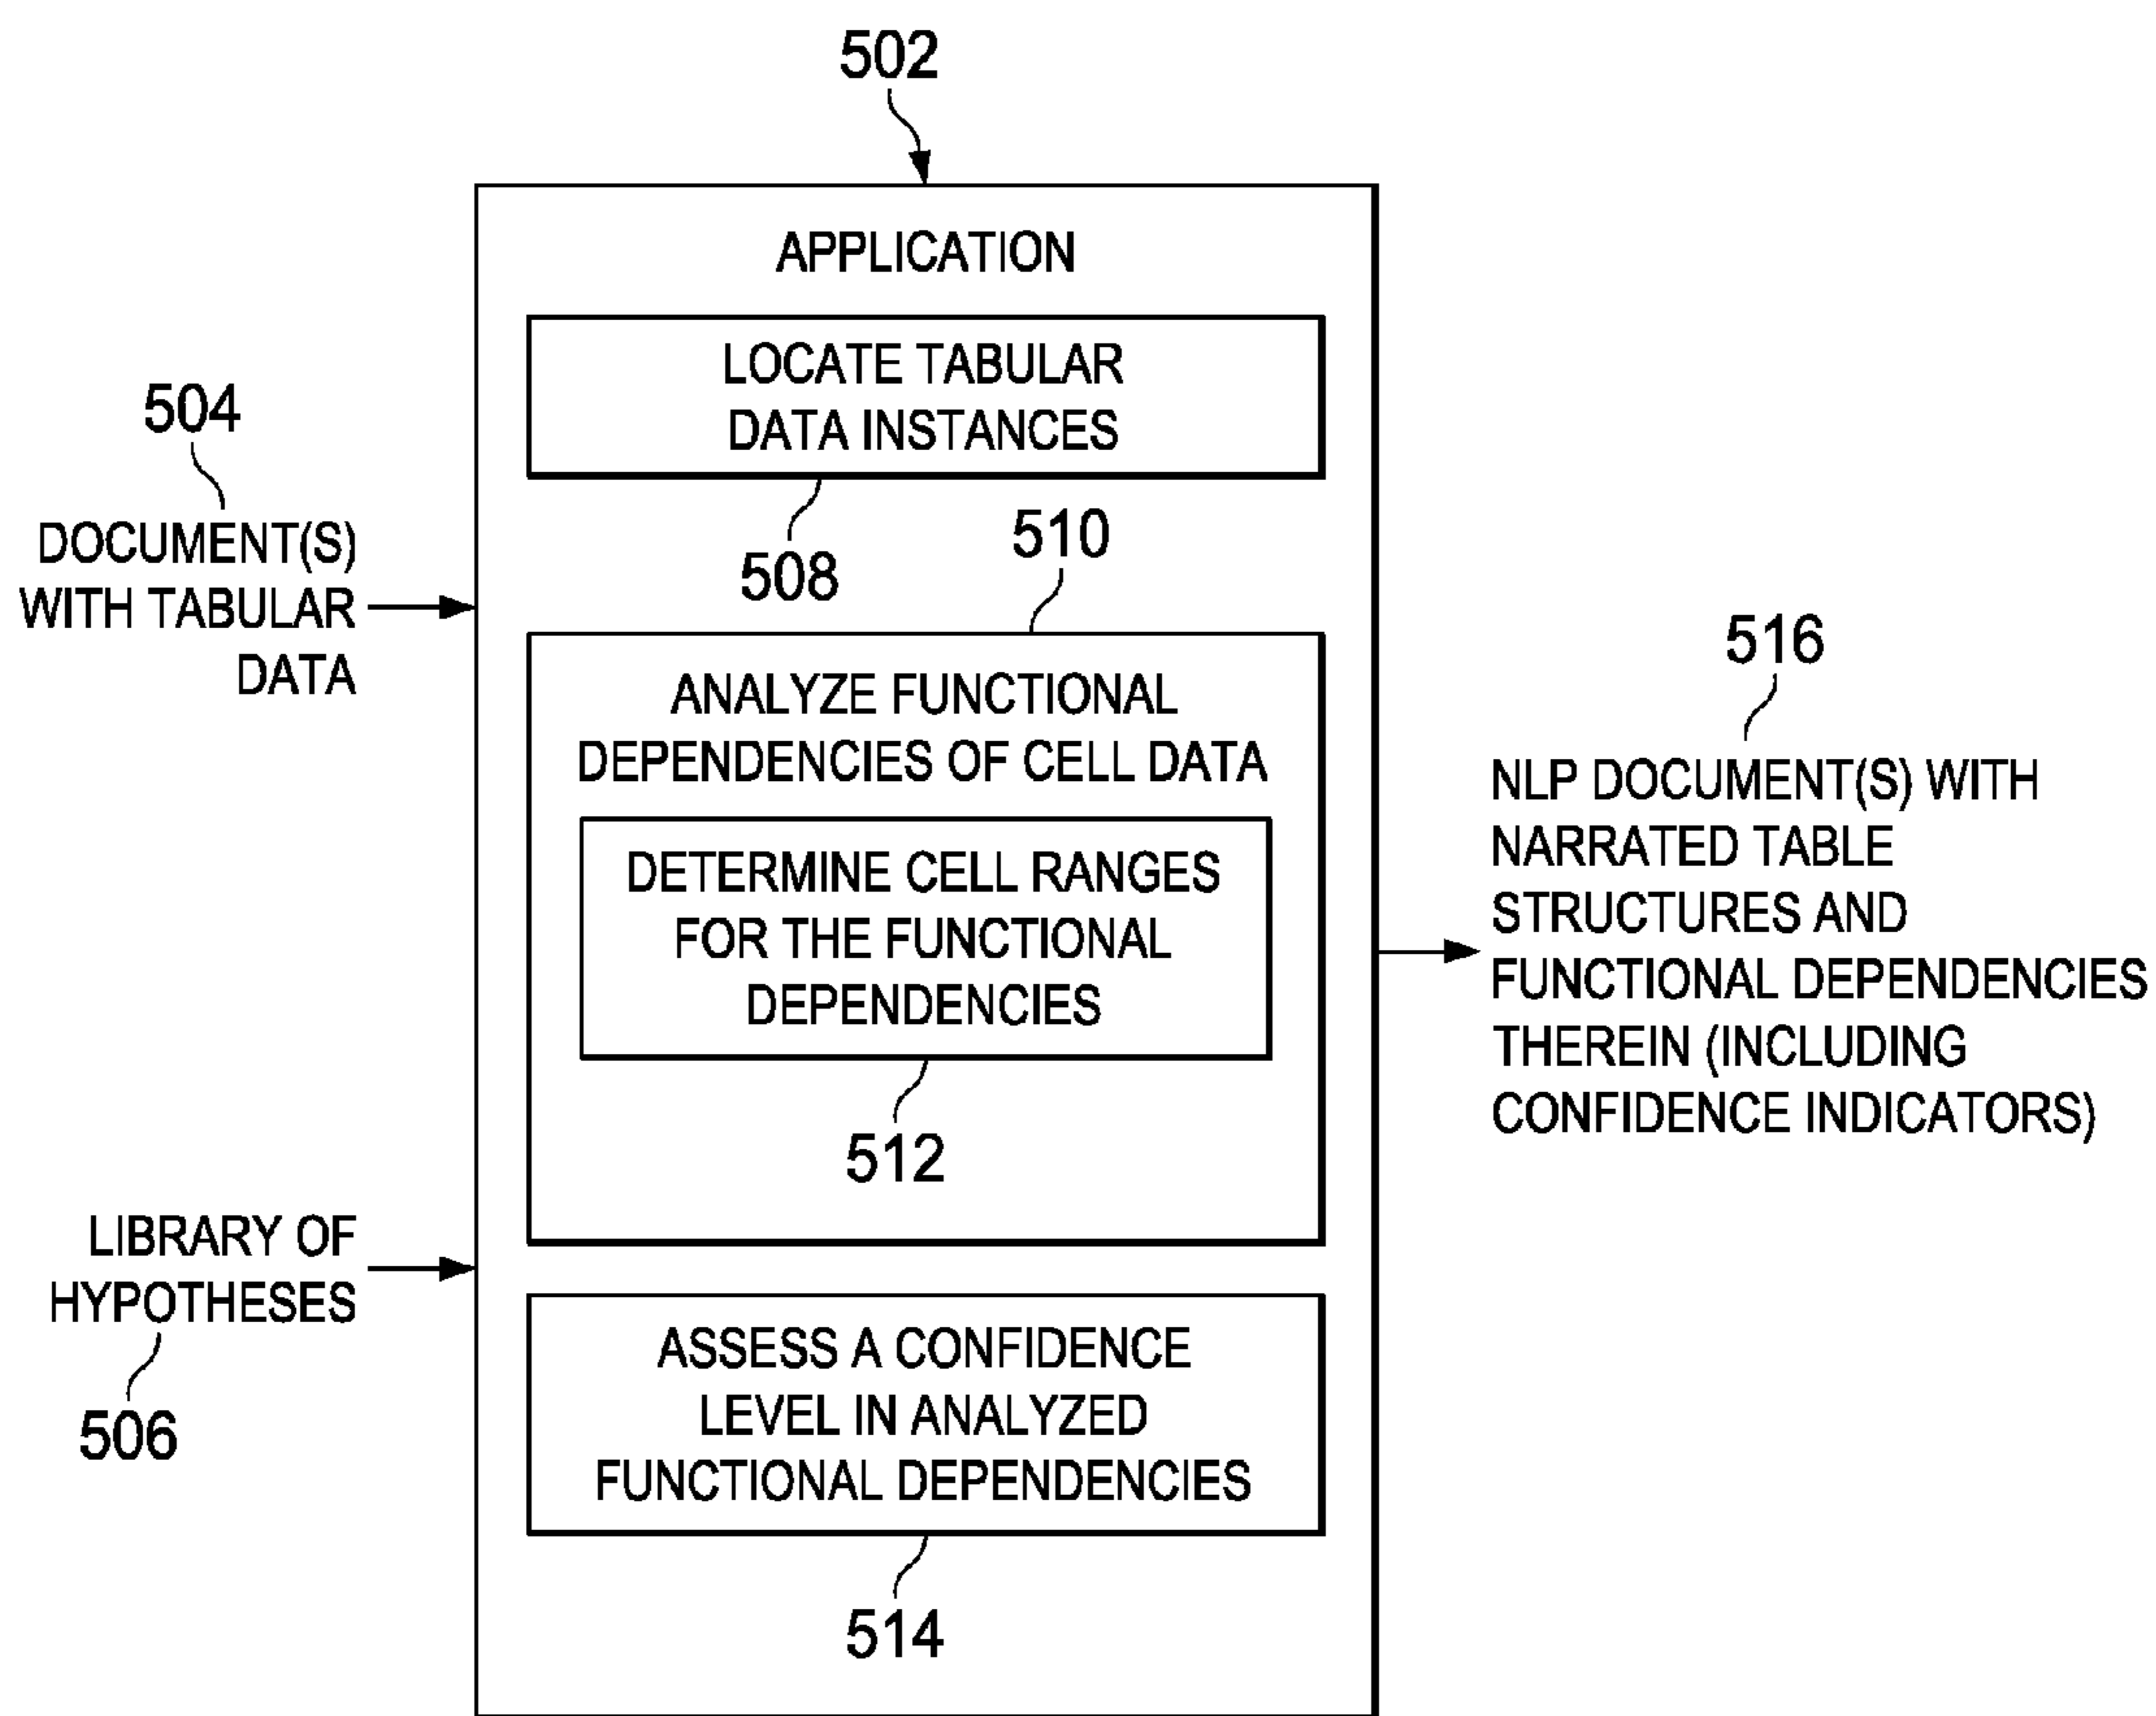 502
APPLICATION
LOCATE TABULAR
DATA INSTANCES
508
504
DOCUMENT(S)
WITH TABULAR
DATA
510
ANALYZE FUNCTIONAL
DEPENDENCIES OF CELL DATA
DETERMINE CELL RANGES
FOR THE FUNCTIONAL
DEPENDENCIES
512
LIBRARY OF
HYPOTHESES
506
ASSESS A CONFIDENCE
LEVEL IN ANALYZED
FUNCTIONAL DEPENDENCIES
514
516
NLP DOCUMENT(S) WITH
NARRATED TABLE
STRUCTURES AND
FUNCTIONAL DEPENDENCIES
THEREIN (INCLUDING
CONFIDENCE INDICATORS)